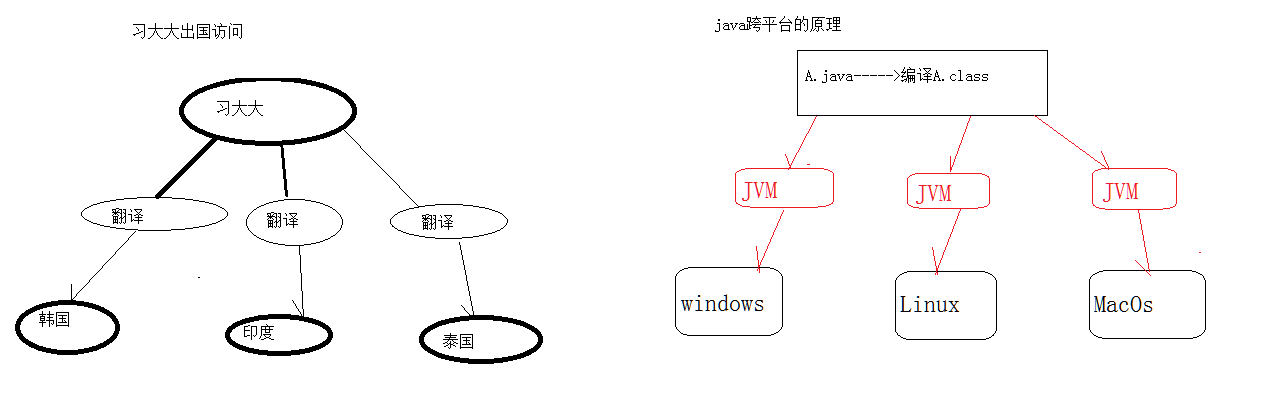 习大大出国访问
习大大
翻译
翻译
翻译
韩国
印度
泰国
java跨平台的原理
A.java----->编译A.class
JVM
JVM
JVM
windows
Linux
MacOs